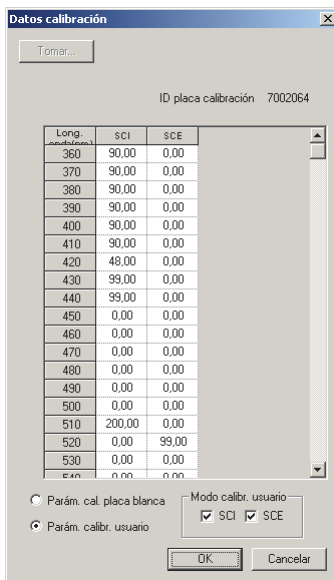 Datos calibración
Tomar...
ID placa calibración 7002064
Long. onda(nm) SCI SCE
360 90,00 0,00
370 90,00 0,00
380 90,00 0,00
390 90,00 0,00
400 90,00 0,00
410 90,00 0,00
420 48,00 0,00
430 99,00 0,00
440 99,00 0,00
450 0,00 0,00
460 0,00 0,00
470 0,00 0,00
480 0,00 0,00
490 0,00 0,00
500 0,00 0,00
510 200,00 0,00
520 0,00 99,00
530 0,00 0,00
540 0,00 0,00
Parám. cal. placa blanca
Parám. calibr. usuario
Modo calibr. usuario
SCI SCE
OK Cancelar